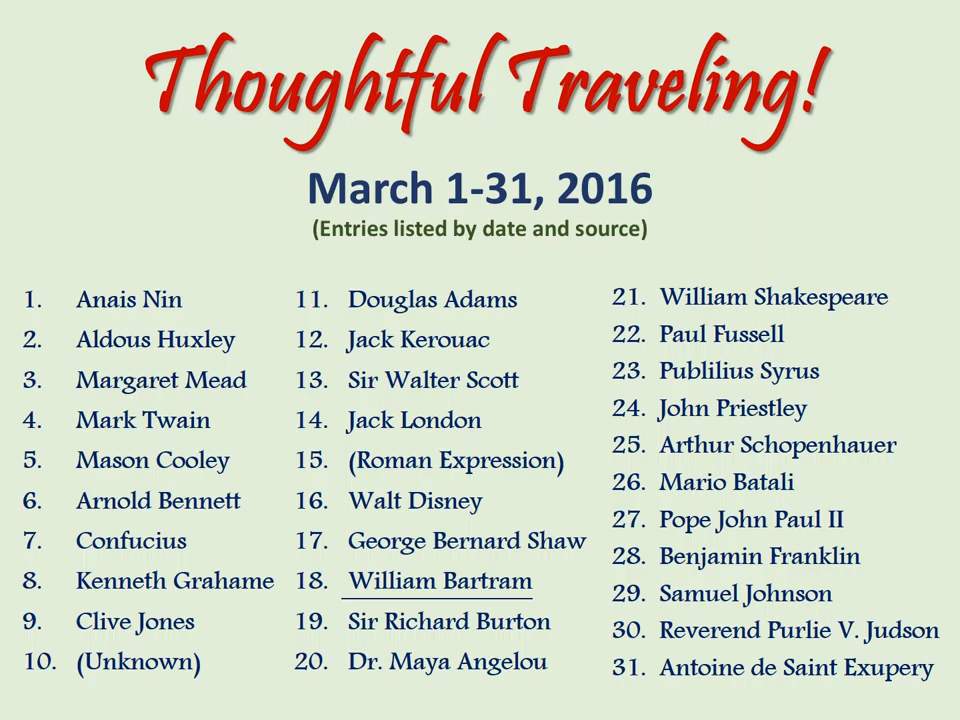 Thoughtful Traveling!
March 1-31, 2016
(Entries listed by date and source)
1. Anais Nin
2. Aldous Huxley
3. Margaret Mead
4. Mark Twain
5. Mason Cooley
6. Arnold Bennett
7. Confucius
8. Kenneth Grahame
9. Clive Jones
10. (Unknown)
11. Douglas Adams
12. Jack Kerouac
13. Sir Walter Scott
14. Jack London
15. (Roman Expression)
16. Walt Disney
17. George Bernard Shaw
18. William Bartram
19. Sir Richard Burton
20. Dr. Maya Angelou
21. William Shakespeare
22. Paul Fussell
23. Publilius Syrus
24. John Priestley
25. Arthur Schopenhauer
26. Mario Batali
27. Pope John Paul II
28. Benjamin Franklin
29. Samuel Johnson
30. Reverend Purlie V. Judson
31. Antoine de Saint Exupery